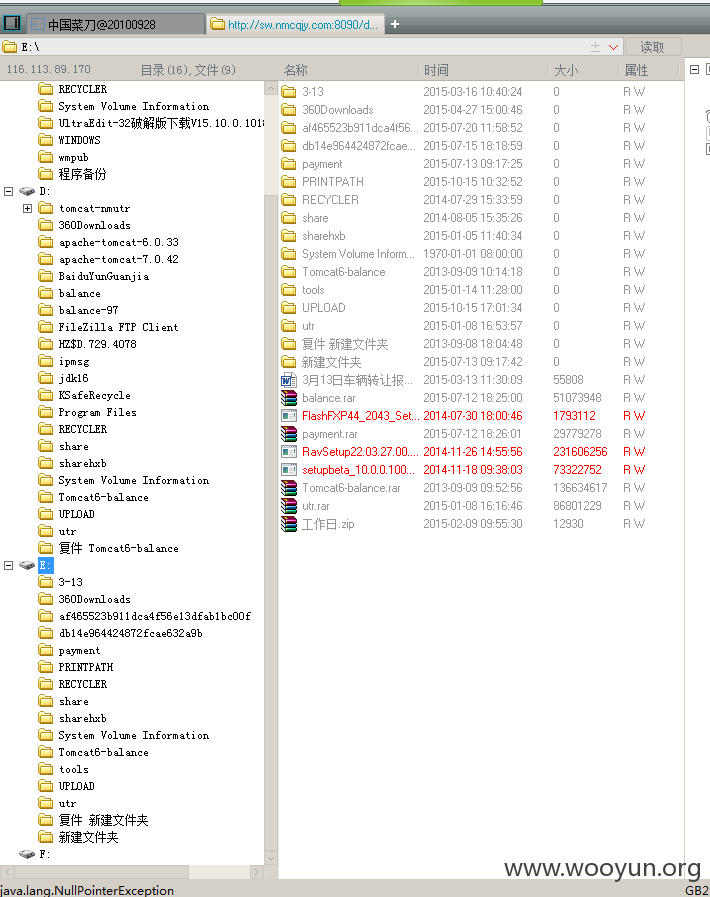 中国菜刀@20100928
http://sw.nmcqjy.com:8090/d...
E:\
读取
116.113.89.170 目录(16),文件(9)
名称 时间 大小 属性
RECYCLER
System Volume Information
UltraEdit-32破解版下载V15.10.0.1018
WINDOWS
wmpub
程序备份
D:
tomcat-nmutr
360Downloads
apache-tomcat-6.0.33
apache-tomcat-7.0.42
BaiduYunGuanjia
balance
balance-97
FileZilla FTP Client
HZ$D.729.4078
ipmsg
jdk16
KSafeRecycle
Program Files
RECYCLER
share
sharehxb
System Volume Information
Tomcat6-balance
UPLOAD
utr
复件 Tomcat6-balance
E:
3-13
360Downloads
af465523b911dca4f56e13dfab1bc00f
db14e964424872fcae632a9b
payment
PRINTPATH
RECYCLER
share
sharehxb
System Volume Information
Tomcat6-balance
tools
UPLOAD
utr
复件 新建文件夹
新建文件夹
F:
3-13 2015-03-16 10:40:24 0 R W
360Downloads 2015-04-27 15:00:46 0 R W
af465523b911dca4f56... 2015-07-20 11:58:52 0 R W
db14e964424872fcae... 2015-07-15 18:18:59 0 R W
payment 2015-07-13 09:17:25 0 R W
PRINTPATH 2015-10-15 10:32:52 0 R W
RECYCLER 2014-07-29 15:33:59 0 R W
share 2014-08-05 15:35:26 0 R W
sharehxb 2015-01-05 11:40:34 0 R W
System Volume Inform... 1970-01-01 08:00:00 0 R W
Tomcat6-balance 2013-09-09 10:14:18 0 R W
tools 2015-01-14 11:28:00 0 R W
UPLOAD 2015-10-15 17:01:34 0 R W
utr 2015-01-08 16:53:57 0 R W
复件 新建文件夹 2013-09-08 18:04:48 0 R W
新建文件夹 2015-07-13 09:17:42 0 R W
3月13日车辆转让报... 2015-03-13 11:30:09 55808 R W
balance.rar 2015-07-12 18:25:00 51073948 R W
FlashFXP44_2043_Set... 2014-07-30 18:00:46 1793112 R W
payment.rar 2015-07-12 18:26:01 29779278 R W
RavSetup22.03.27.00.... 2014-11-26 14:55:56 231606256 R W
setupbeta_10.0.0.100... 2014-11-18 09:38:03 73322752 R W
Tomcat6-balance.rar 2013-09-09 09:52:56 136634617 R W
utr.rar 2015-01-08 16:16:46 86801229 R W
工作日.zip 2015-02-09 09:55:30 12930 R W
www.wooyun.org
java.lang.NullPointerException
GB2